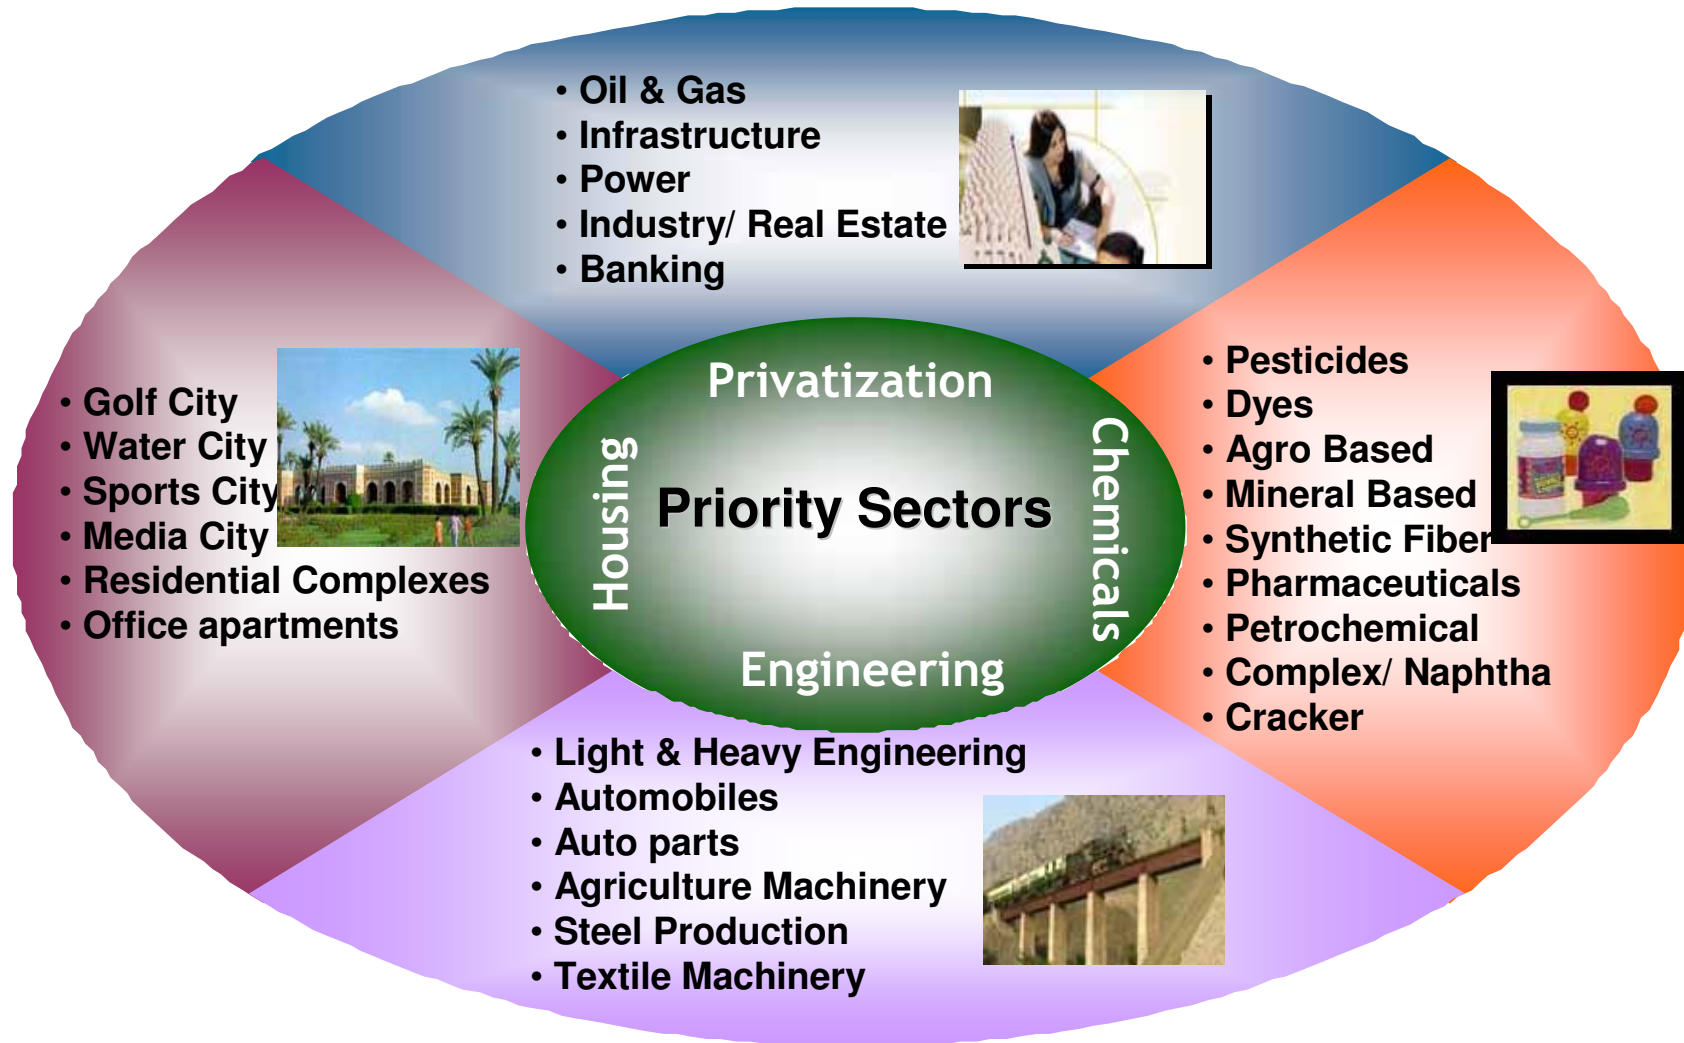 • Oil & Gas
• Infrastructure
• Power
• Industry/ Real Estate
• Banking
• Golf City
• Water City
• Sports City
• Media City
• Residential Complexes
• Office apartments
Privatization
Housing
Priority Sectors
Chemicals
Engineering
• Pesticides
• Dyes
• Agro Based
• Mineral Based
• Synthetic Fiber
• Pharmaceuticals
• Petrochemical
• Complex/ Naphtha
• Cracker
• Light & Heavy Engineering
• Automobiles
• Auto parts
• Agriculture Machinery
• Steel Production
• Textile Machinery